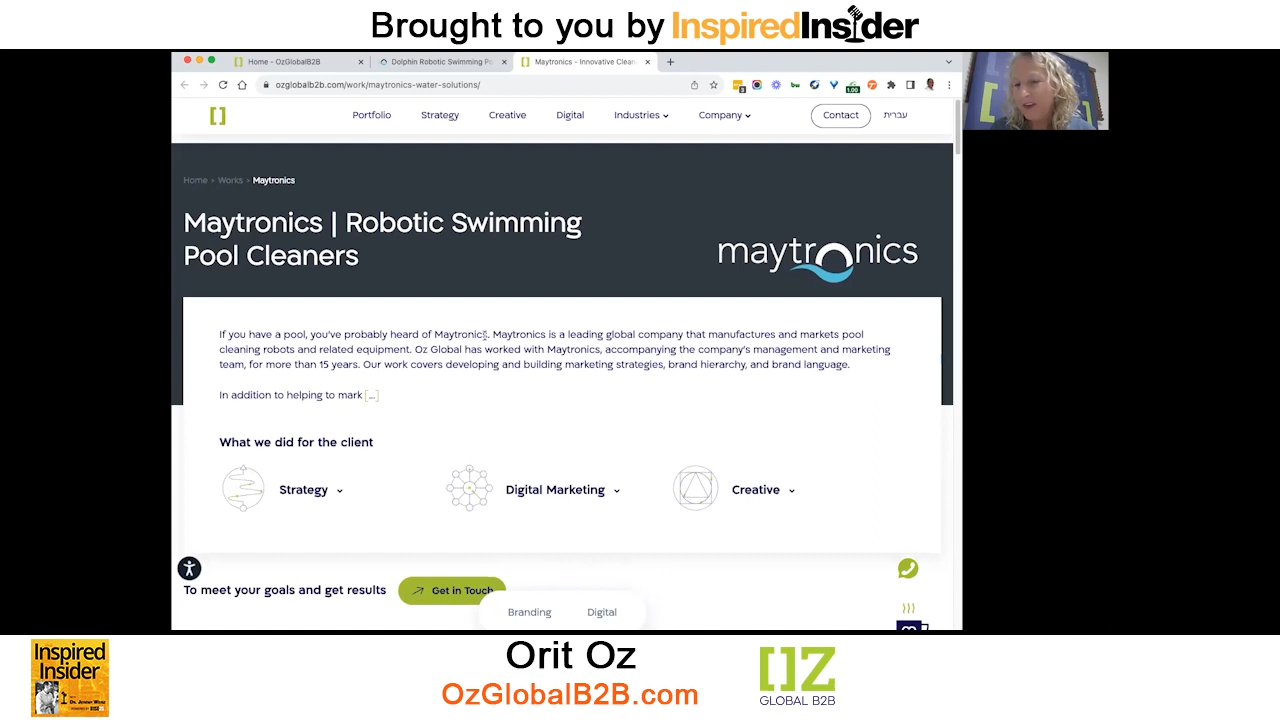 Brought to you by InspiredInsider
Home - OzGlobalB2B
Dolphin Robotic Swimming P
Maytronics - Innovative Clean
ozglobalb2b.com/work/maytronics-water-solutions/
1.00
Portfolio Strategy Creative Digital Industries Company Contact עברית
Home > Works > Maytronics
Maytronics | Robotic Swimming
Pool Cleaners
maytronics
If you have a pool, you've probably heard of Maytronics. Maytronics is a leading global company that manufactures and markets pool
cleaning robots and related equipment. Oz Global has worked with Maytronics, accompanying the company's management and marketing
team, for more than 15 years. Our work covers developing and building marketing strategies, brand hierarchy, and brand language.
In addition to helping to mark [...]
What we did for the client
Strategy Digital Marketing Creative
To meet your goals and get results Get in Touch
Branding Digital
Inspired
Insider
Orit Oz
OzGlobalB2B.com
OZ
GLOBAL B2B